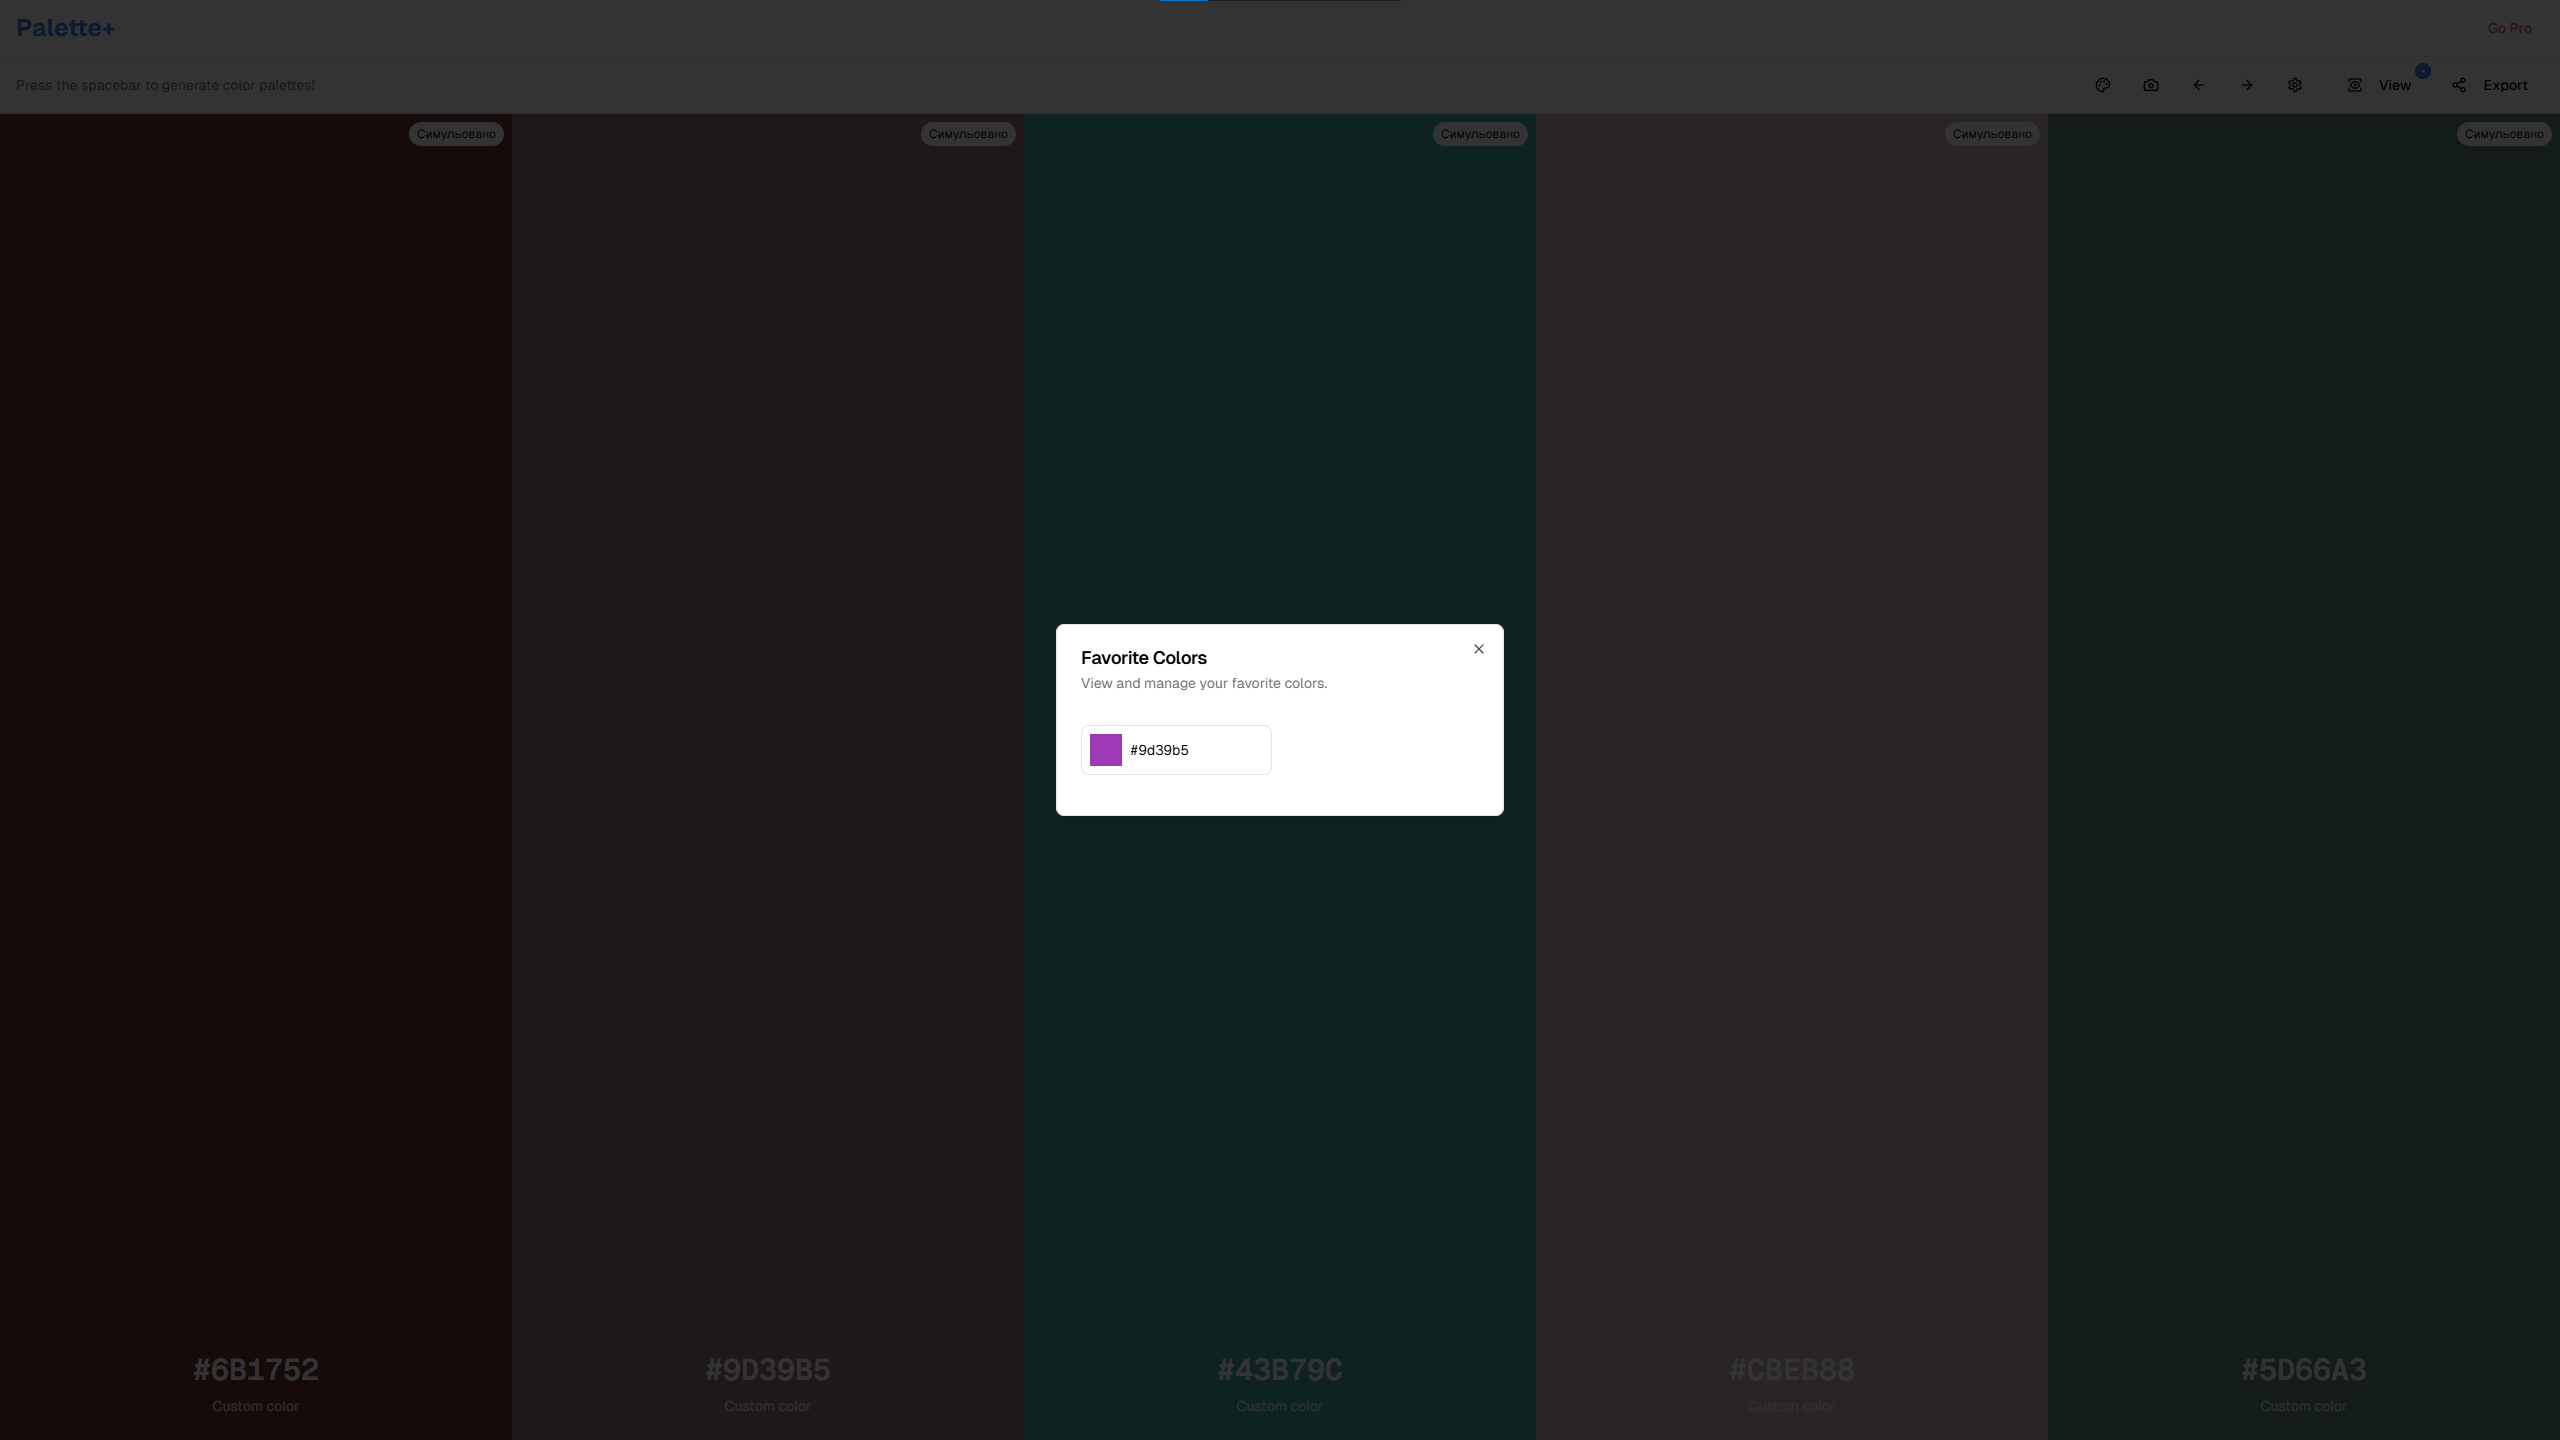 Palette+
Go Pro
Press the spacebar to generate color palettes!
View
Export
Симульовано
Симульовано
Симульовано
Симульовано
Симульовано
Favorite Colors
View and manage your favorite colors.
#9d39b5
#6B1752
#9D39B5
#43B79C
#CBEB88
#5D66A3
Custom color
Custom color
Custom color
Custom color
Custom color